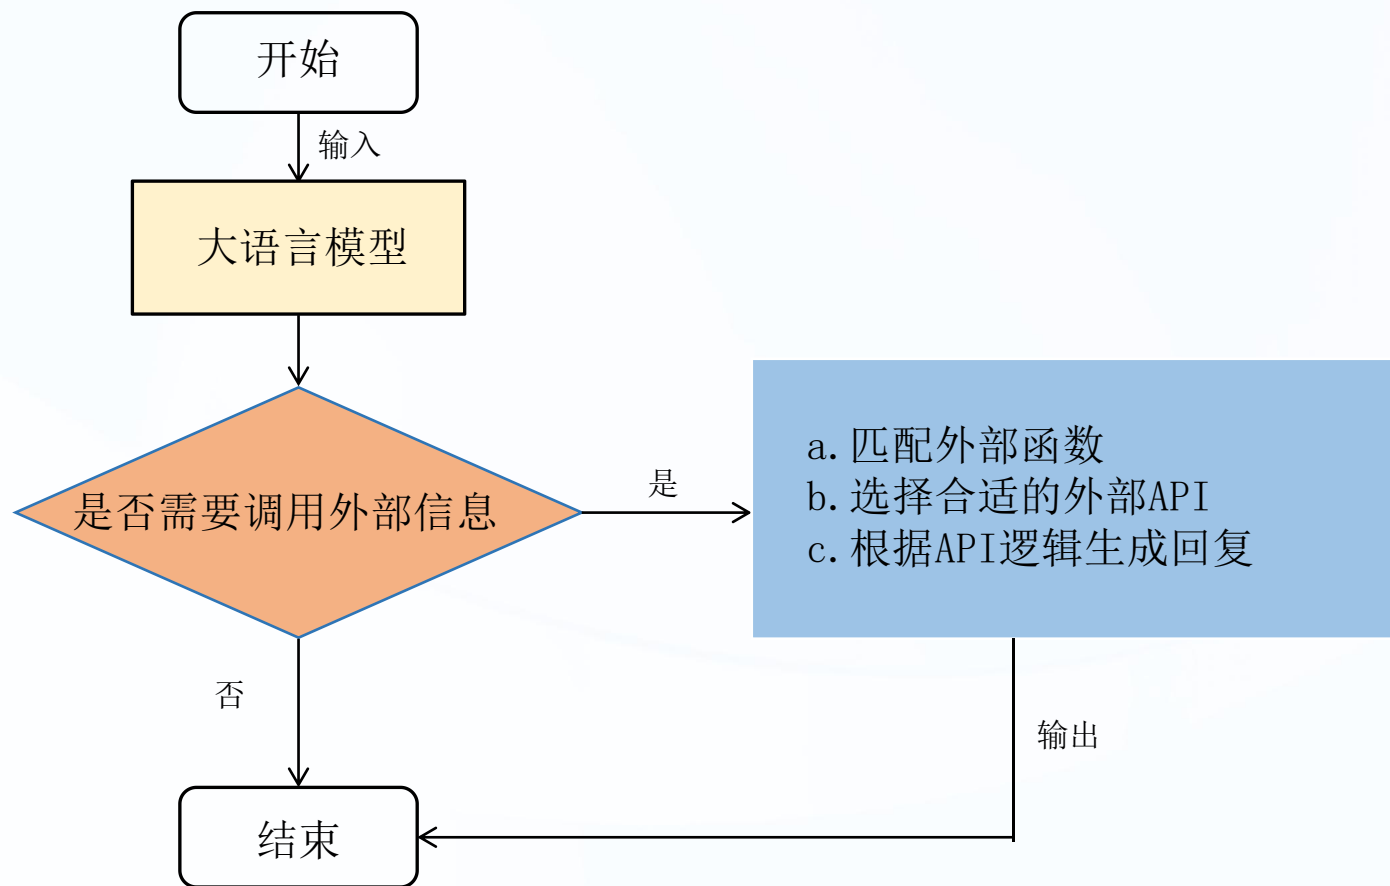 开始
输入
大语言模型
是否需要调用外部信息
是
a.匹配外部函数
b.选择合适的外部API
c.根据API逻辑生成回复
否
输出
结束